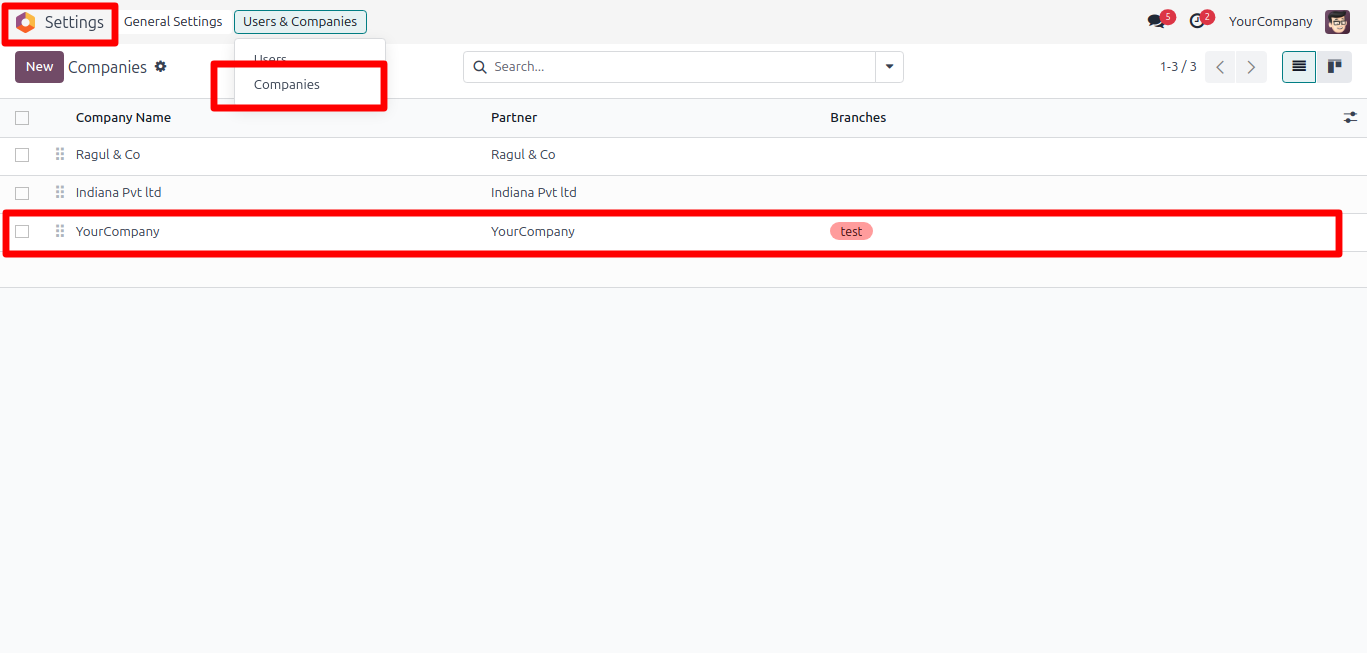 Settings General Settings Users & Companies 5 2 YourCompany
Users
New Companies Search... 1-3 / 3
Companies
Company Name Partner Branches
Ragul & Co Ragul & Co
Indiana Pvt ltd Indiana Pvt ltd
YourCompany YourCompany test